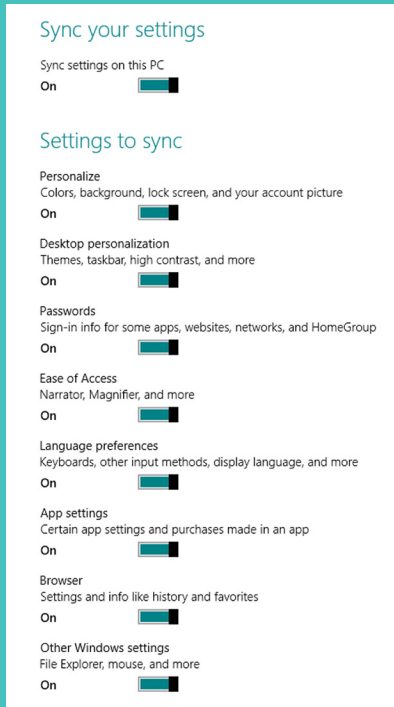 Sync your settings
Sync settings on this PC
On
Settings to sync
Personalize
Colors, background, lock screen, and your account picture
On
Desktop personalization
Themes, taskbar, high contrast, and more
On
Passwords
Sign-in info for some apps, websites, networks, and HomeGroup
On
Ease of Access
Narrator, Magnifier, and more
On
Language preferences
Keyboards, other input methods, display language, and more
On
App settings
Certain app settings and purchases made in an app
On
Browser
Settings and info like history and favorites
On
Other Windows settings
File Explorer, mouse, and more
On